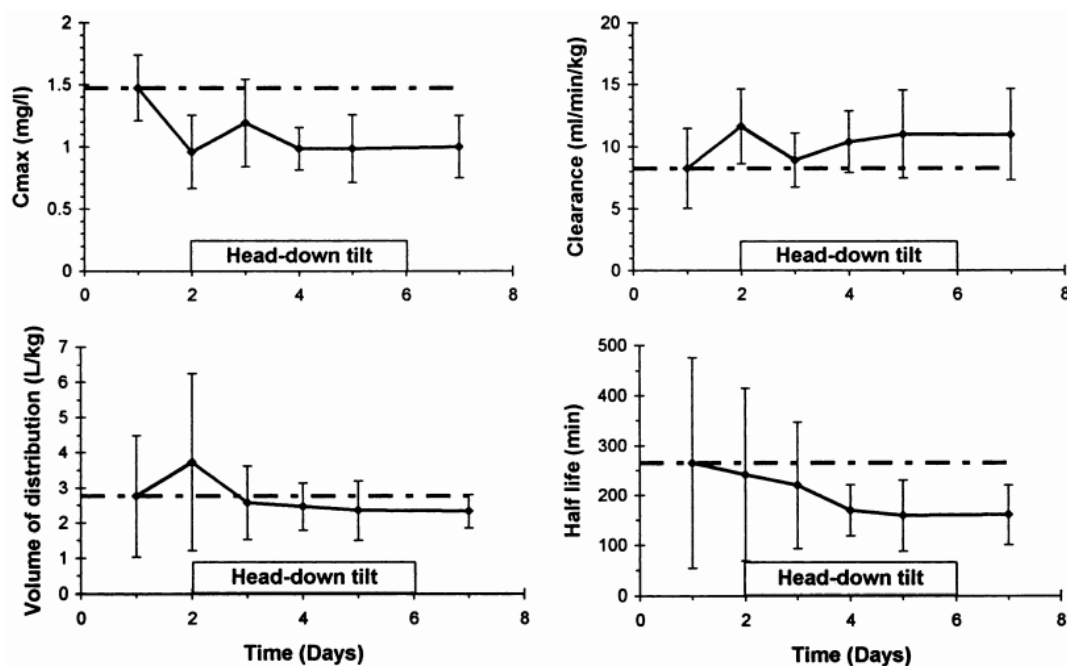 Cmax (mg/l)
2
1.5
1
0.5
0
Head-down tilt
0 2 4 6 8
Clearance (ml/min/kg)
20
15
10
5
0
Head-down tilt
0 2 4 6 8
Volume of distribution (L/kg)
7
6
5
4
3
2
1
0
Head-down tilt
0 2 4 6 8
Time (Days)
Half life (min)
500
400
300
200
100
0
Head-down tilt
0 2 4 6 8
Time (Days)